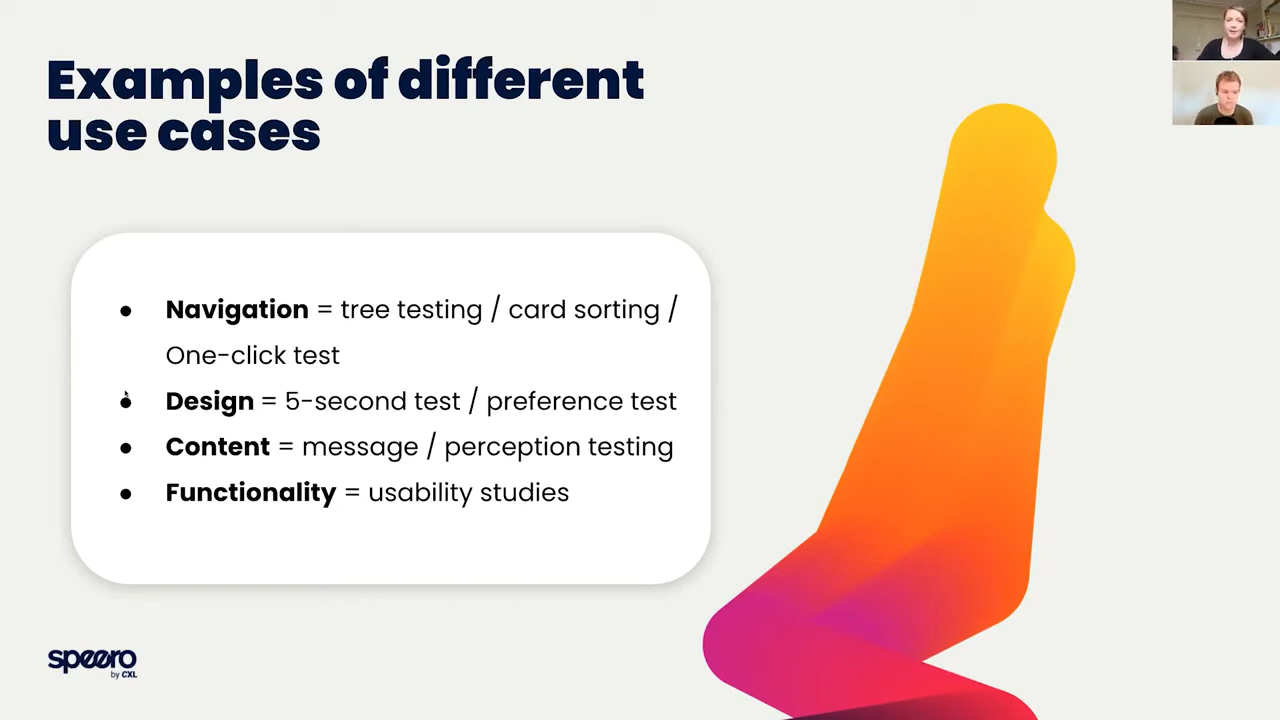 Examples of different
use cases
● Navigation = tree testing / card sorting /
One-click test
● Design = 5-second test / preference test
● Content = message / perception testing
● Functionality = usability studies
speero
by CXL